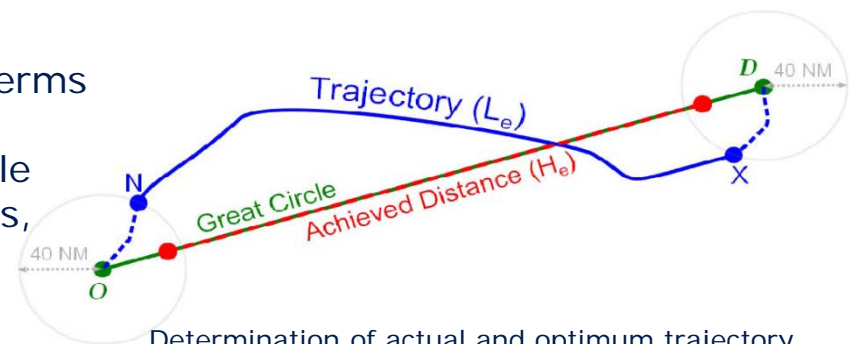 erms
le
s,
Trajectory (Le)
D
40 NM
N
X
Great Circle
Achieved Distance (He)
40 NM
O
Determination of actual and optimum trajectory